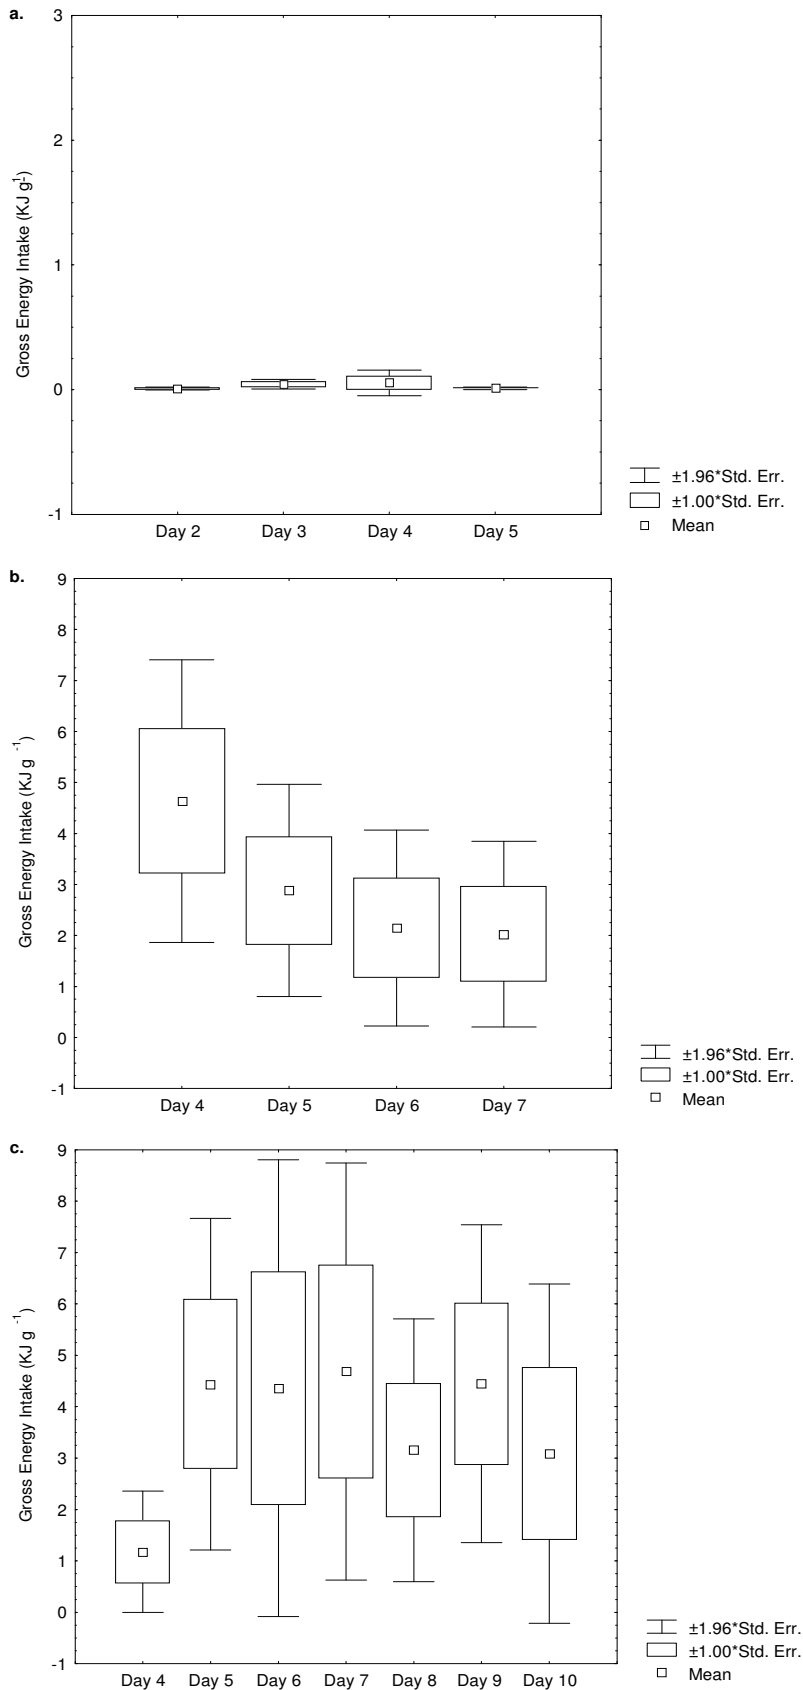 a.
3
2
1
0
-1
Gross Energy Intake (KJ g-1)
Day 2 Day 3 Day 4 Day 5
±1.96*Std. Err.
±1.00*Std. Err.
Mean
b.
9
8
7
6
5
4
3
2
1
0
-1
Gross Energy Intake (KJ g -1)
Day 4 Day 5 Day 6 Day 7
±1.96*Std. Err.
±1.00*Std. Err.
Mean
c.
9
8
7
6
5
4
3
2
1
0
-1
Gross Energy Intake (KJ g -1)
Day 4 Day 5 Day 6 Day 7 Day 8 Day 9 Day 10
±1.96*Std. Err.
±1.00*Std. Err.
Mean